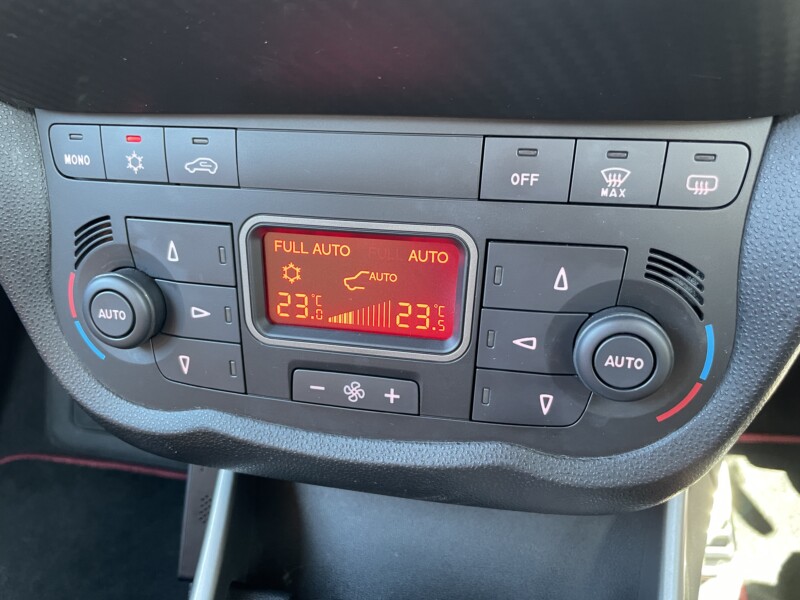 MONO
OFF
MAX
FULL AUTO AUTO
AUTO
23.0°C 23.5°C
AUTO
AUTO
- +